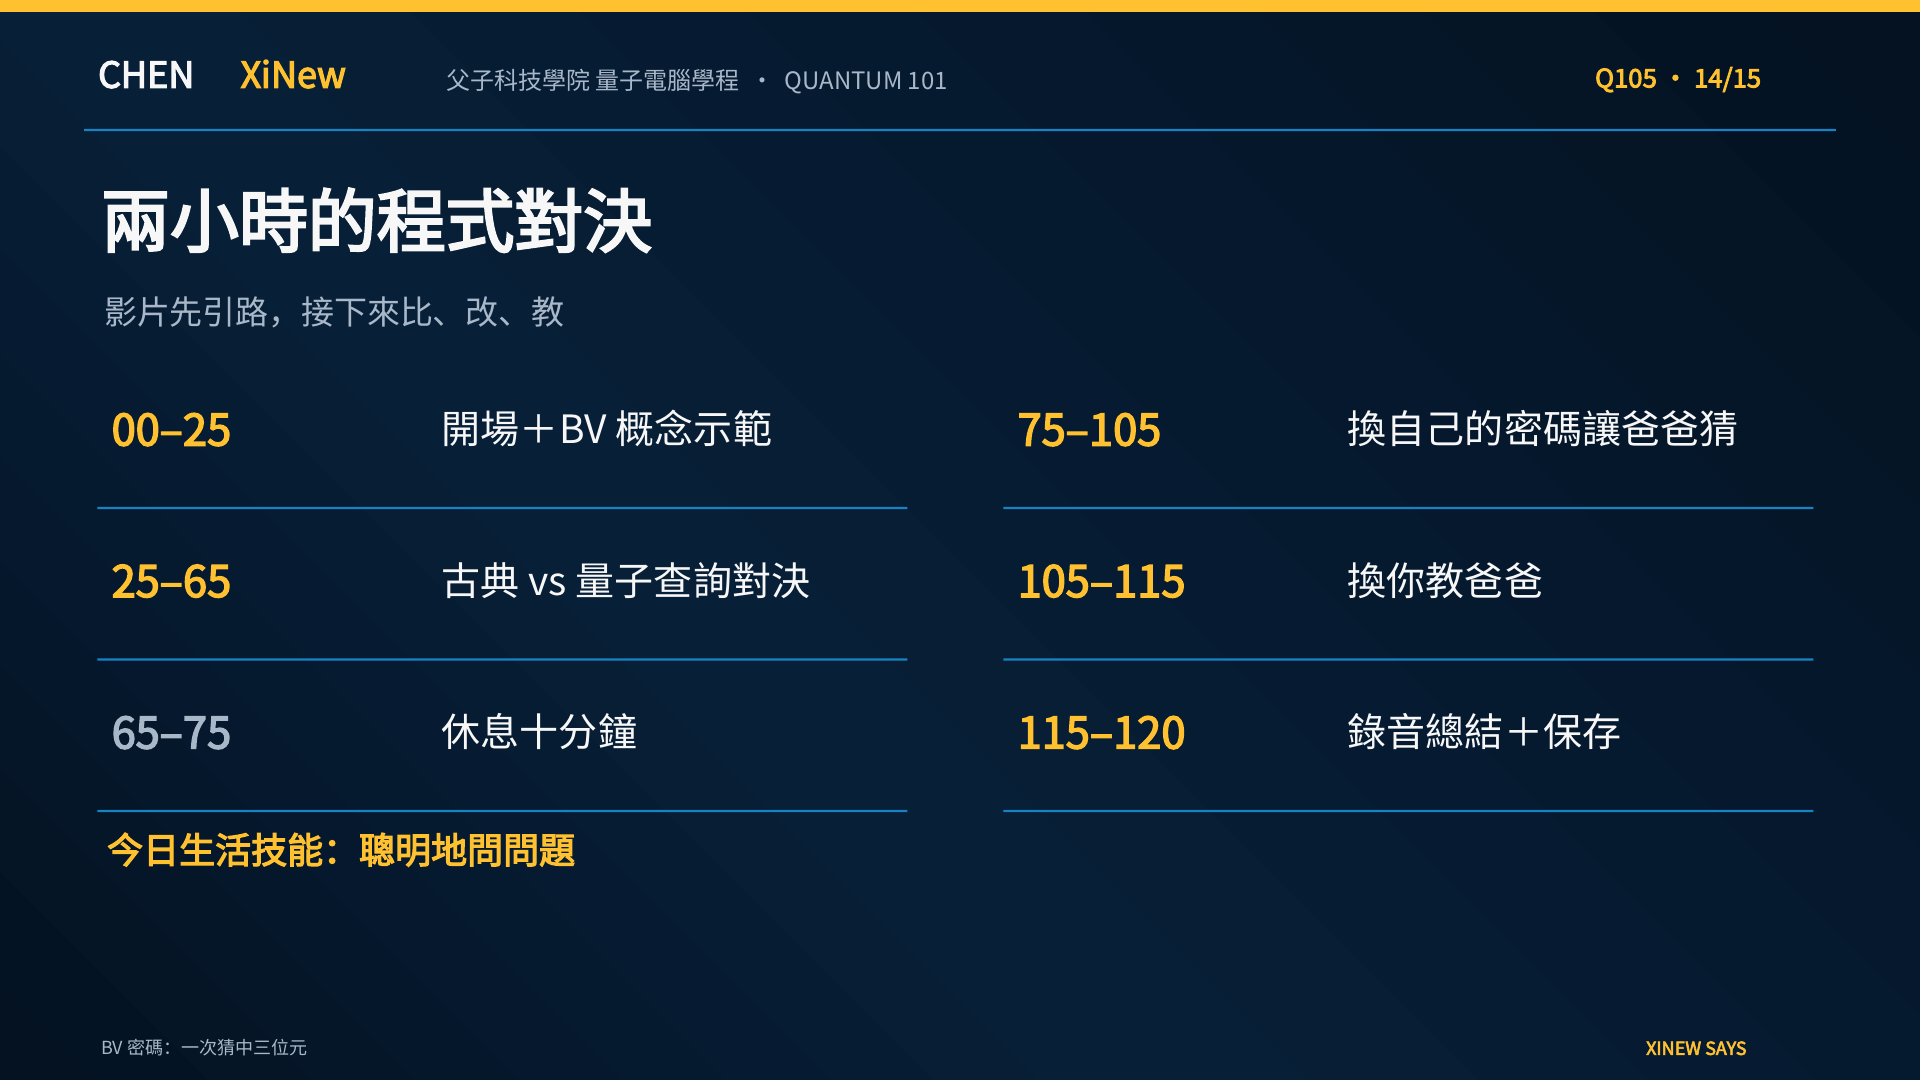 CHEN XiNew 父子科技學院 量子電腦學程 · QUANTUM 101 Q105 · 14/15
兩小時的程式對決
影片先引路，接下來比、改、教
00–25 開場＋BV 概念示範
25–65 古典 vs 量子查詢對決
65–75 休息十分鐘
75–105 換自己的密碼讓爸爸猜
105–115 換你教爸爸
115–120 錄音總結＋保存
今日生活技能：聰明地問問題
BV 密碼：一次猜中三位元 XINEW SAYS